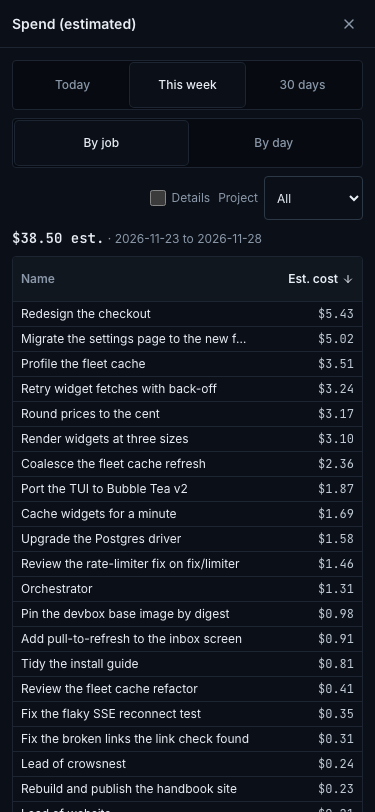 Spend (estimated)
Today This week 30 days
By job By day
Details Project All
$38.50 est. · 2026-11-23 to 2026-11-28
Name Est. cost ↓
Redesign the checkout $5.43
Migrate the settings page to the new f... $5.02
Profile the fleet cache $3.51
Retry widget fetches with back-off $3.24
Round prices to the cent $3.17
Render widgets at three sizes $3.10
Coalesce the fleet cache refresh $2.36
Port the TUI to Bubble Tea v2 $1.87
Cache widgets for a minute $1.69
Upgrade the Postgres driver $1.58
Review the rate-limiter fix on fix/limiter $1.46
Orchestrator $1.31
Pin the devbox base image by digest $0.98
Add pull-to-refresh to the inbox screen $0.91
Tidy the install guide $0.81
Review the fleet cache refactor $0.41
Fix the flaky SSE reconnect test $0.35
Fix the broken links the link check found $0.31
Lead of crowsnest $0.24
Rebuild and publish the handbook site $0.23
Lead of website